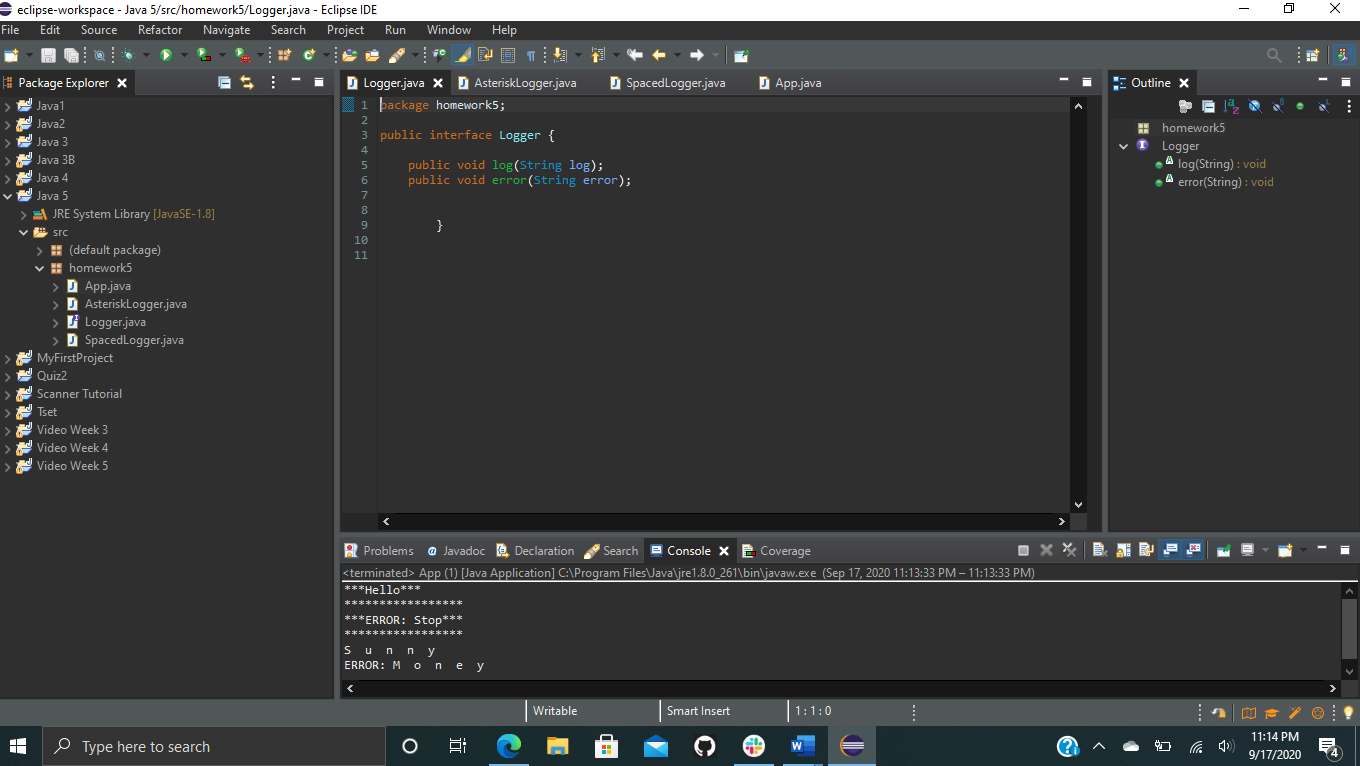 eclipse-workspace - Java 5/src/homework5/Logger.java - Eclipse IDE
File Edit Source Refactor Navigate Search Project Run Window Help
Package Explorer
Java1
Java2
Java 3
Java 3B
Java 4
Java 5
JRE System Library [JavaSE-1.8]
src
(default package)
homework5
App.java
AsteriskLogger.java
Logger.java
SpacedLogger.java
MyFirstProject
Quiz2
Scanner Tutorial
Tset
Video Week 3
Video Week 4
Video Week 5
Logger.java AsteriskLogger.java SpacedLogger.java App.java
1 package homework5;
2
3 public interface Logger {
4
5 public void log(String log);
6 public void error(String error);
7
8
9 }
10
11
Outline
homework5
Logger
log(String) : void
error(String) : void
Problems Javadoc Declaration Search Console Coverage
<terminated> App (1) [Java Application] C:\Program Files\Java\jre1.8.0_261\bin\javaw.exe (Sep 17, 2020 11:13:33 PM – 11:13:33 PM)
***Hello***
*****************
***ERROR: Stop***
*****************
S u n n y
ERROR: M o n e y
Writable Smart Insert 1 : 1 : 0
Type here to search
11:14 PM
9/17/2020
4